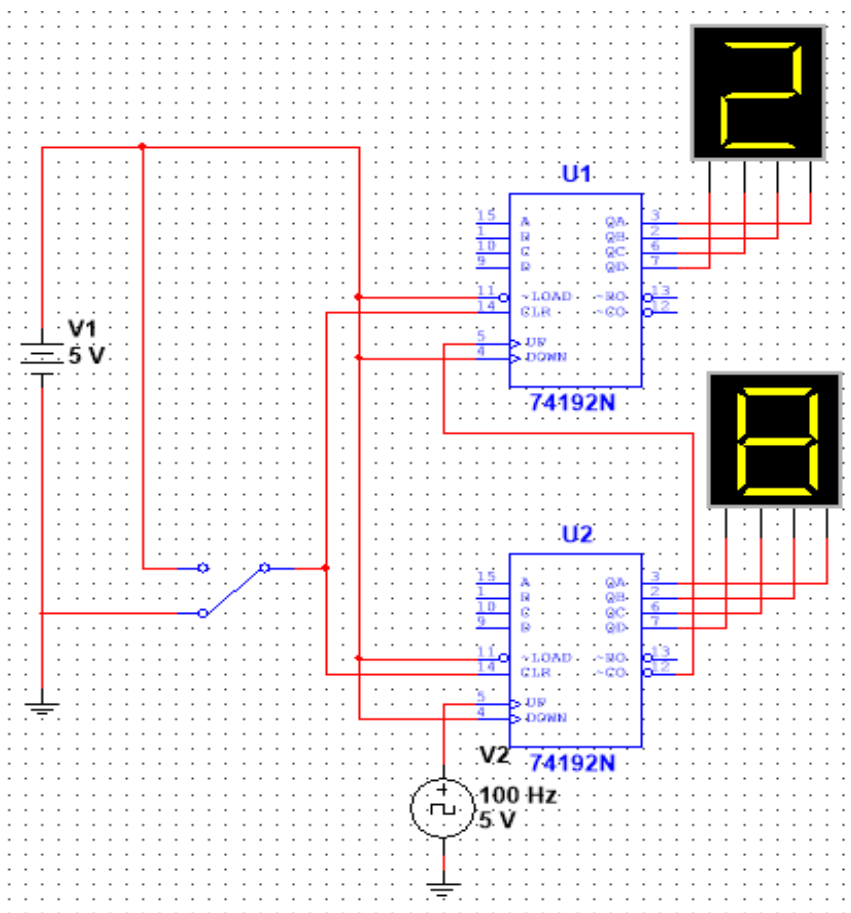 2
U1
15 A QA 3
1 B QB 2
10 C QC 6
9 D QD 7
11 ~LOAD ~BO 13
14 CLR ~CO 12
5 UP
4 DOWN
74192N
V1
5 V
8
U2
15 A QA 3
1 B QB 2
10 C QC 6
9 D QD 7
11 ~LOAD ~BO 13
14 CLR ~CO 12
5 UP
4 DOWN
74192N
V2
100 Hz
5 V